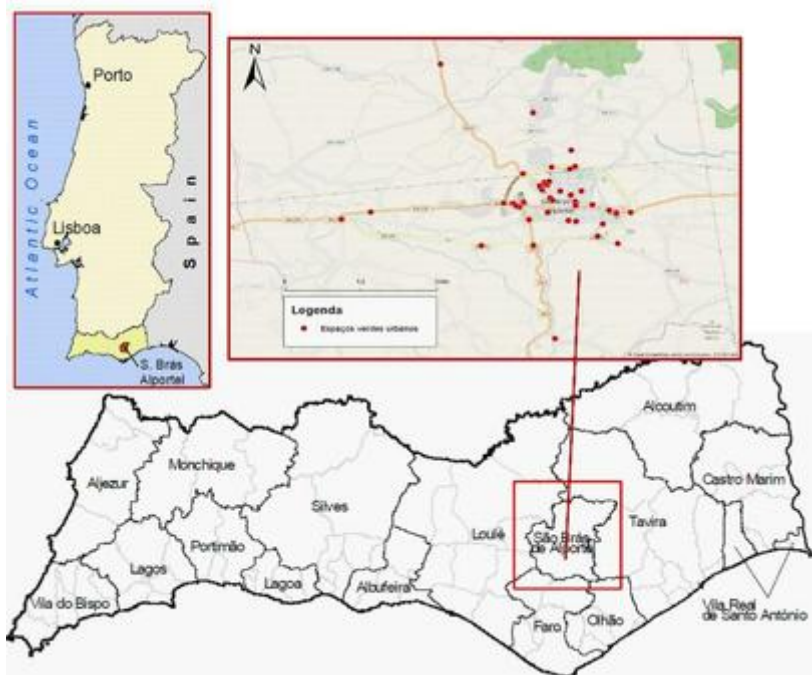 Porto
Atlantic Ocean
Spain
Lisboa
S. Brás
Alportel
N
Legenda
Espaços verdes urbanos
Alcoutim
Monchique
Castro Marim
Aljezur
Silves
Loulé
São Brás
de Alportel
Tavira
Portimão
Lagos
Lagoa
Albufeira
Vila do Bispo
Faro
Olhão
Vila Real
de Santo António